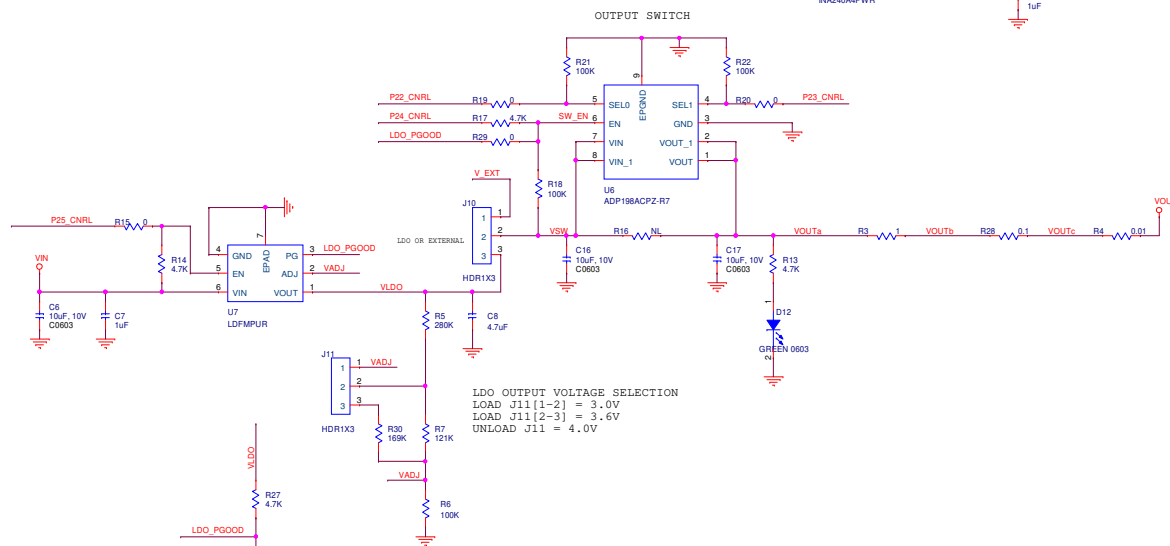 INA240A4PWR
1uF
OUTPUT SWITCH
R21
100K
R22
100K
9
EPGND
P22_CNRL
R19
0
5
SEL0
SEL1
4
R20
0
P23_CNRL
P24_CNRL
R17
4.7K
SW_EN
6
EN
GND
3
LDO_PGOOD
R29
0
7
VIN
VOUT_1
2
8
VIN_1
VOUT
1
V_EXT
R18
100K
U6
ADP198ACPZ-R7
J10
1
1
LDO OR EXTERNAL
2
2
3
3
HDR1X3
VSW
R16
NL
VOUTa
R3
1
VOUTb
R28
0.1
VOUTc
R4
0.01
VOU
C16
10uF, 10V
C0603
C17
10uF, 10V
C0603
R13
4.7K
1
D12
GREEN 0603
2
P25_CNRL
R15
0
VIN
R14
4.7K
7
EPAD
4
GND
PG
3
LDO_PGOOD
5
EN
ADJ
2
VADJ
6
VIN
VOUT
1
VLDO
U7
LDFMPUR
C6
10uF, 10V
C0603
C7
1uF
R5
280K
C8
4.7uF
J11
1
1
VADJ
2
2
3
3
HDR1X3
R30
169K
R7
121K
VADJ
R6
100K
LDO OUTPUT VOLTAGE SELECTION
LOAD J11[1-2] = 3.0V
LOAD J11[2-3] = 3.6V
UNLOAD J11 = 4.0V
VLDO
R27
4.7K
LDO_PGOOD